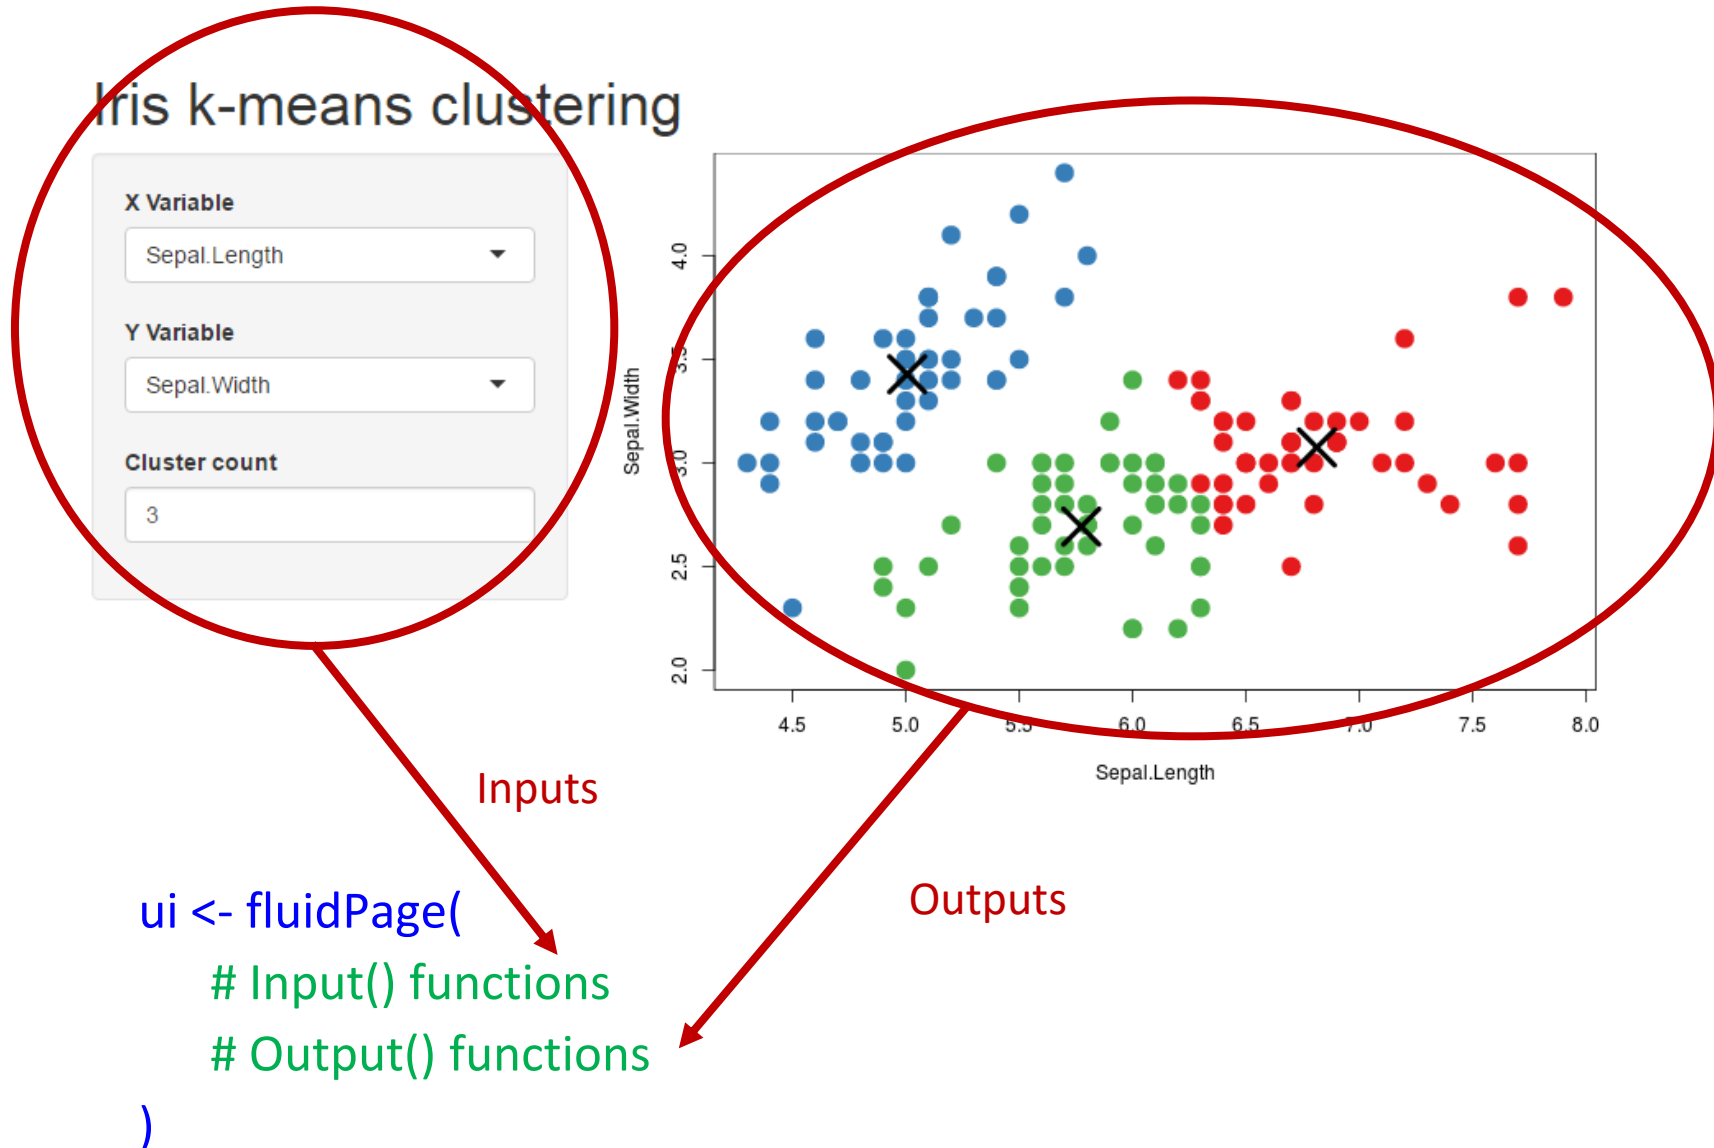 Iris k-means clustering
X Variable
Sepal.Length
Y Variable
Sepal.Width
Cluster count
3
Sepal.Width
4.0
3.5
3.0
2.5
2.0
4.5 5.0 5.5 6.0 6.5 7.0 7.5 8.0
Sepal.Length
Inputs
Outputs
ui <- fluidPage(
# Input() functions
# Output() functions
)